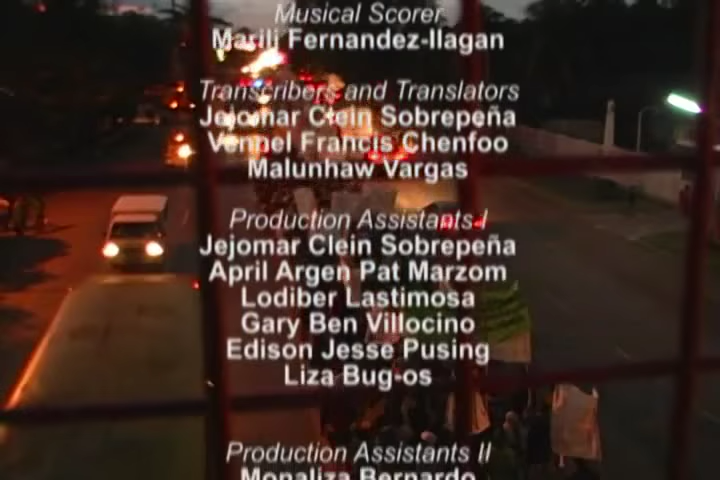 Musical Scorer
Marili Fernandez-Ilagan
Transcribers and Translators
Jejomar Clein Sobrepeña
Vennel Francis Chenfoo
Malunhaw Vargas
Production Assistants I
Jejomar Clein Sobrepeña
April Argen Pat Marzom
Lodiber Lastimosa
Gary Ben Villocino
Edison Jesse Pusing
Liza Bug-os
Production Assistants II
Monaliza Bernardo